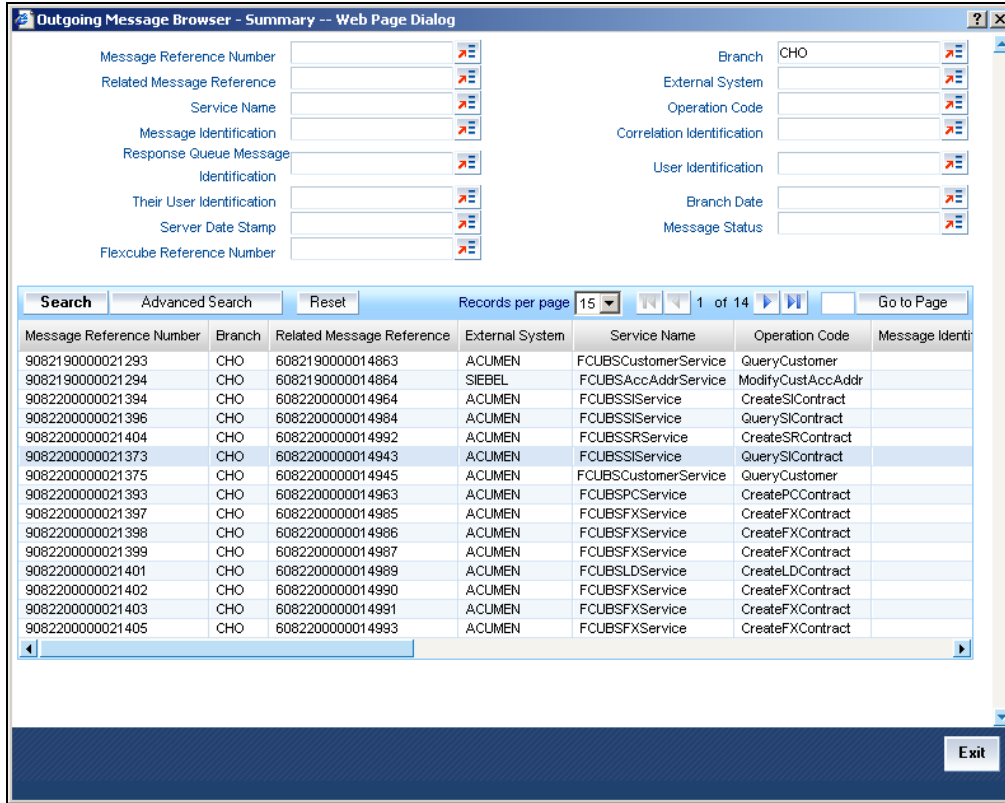 Outgoing Message Browser - Summary -- Web Page Dialog ? X
Message Reference Number Branch CHO
Related Message Reference External System
Service Name Operation Code
Message Identification Correlation Identification
Response Queue Message
Identification User Identification
Their User Identification Branch Date
Server Date Stamp Message Status
Flexcube Reference Number
Search Advanced Search Reset Records per page 15 1 of 14 Go to Page
Message Reference Number Branch Related Message Reference External System Service Name Operation Code Message Identi
9082190000021293 CHO 6082190000014863 ACUMEN FCUBSCustomerService QueryCustomer
9082190000021294 CHO 6082190000014864 SIEBEL FCUBSAccAddrService ModifyCustAccAddr
9082200000021394 CHO 6082200000014964 ACUMEN FCUBSSIService CreateSIContract
9082200000021396 CHO 6082200000014984 ACUMEN FCUBSSIService QuerySIContract
9082200000021404 CHO 6082200000014992 ACUMEN FCUBSSRService CreateSRContract
9082200000021373 CHO 6082200000014943 ACUMEN FCUBSSIService QuerySIContract
9082200000021375 CHO 6082200000014945 ACUMEN FCUBSCustomerService QueryCustomer
9082200000021393 CHO 6082200000014963 ACUMEN FCUBSPCService CreatePCContract
9082200000021397 CHO 6082200000014985 ACUMEN FCUBSFXService CreateFXContract
9082200000021398 CHO 6082200000014986 ACUMEN FCUBSFXService CreateFXContract
9082200000021399 CHO 6082200000014987 ACUMEN FCUBSFXService CreateFXContract
9082200000021401 CHO 6082200000014989 ACUMEN FCUBSLDService CreateLDContract
9082200000021402 CHO 6082200000014990 ACUMEN FCUBSFXService CreateFXContract
9082200000021403 CHO 6082200000014991 ACUMEN FCUBSFXService CreateFXContract
9082200000021405 CHO 6082200000014993 ACUMEN FCUBSFXService CreateFXContract
Exit